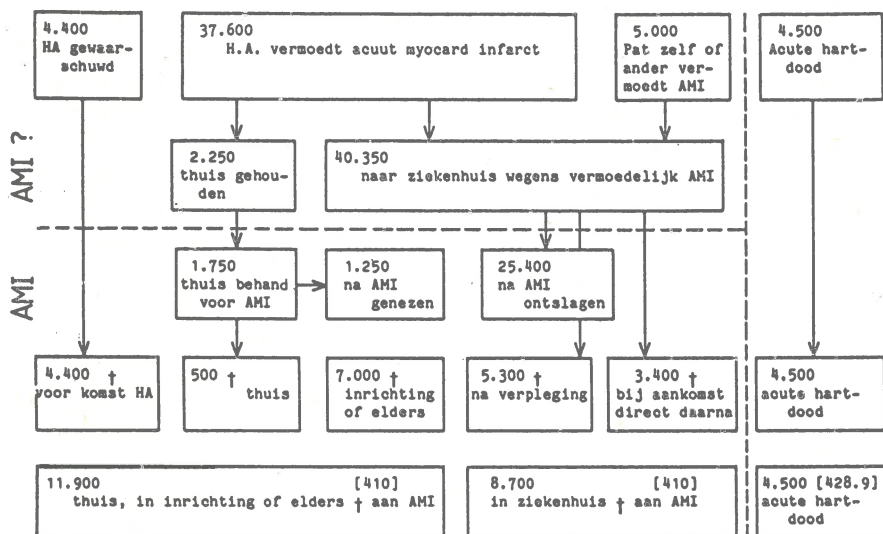 4.400
HA gewaar-
schuwd
37.600
H.A. vermoedt acuut myocard infarct
5.000
Pat zelf of
ander ver-
moedt AMI
4.500
Acute hart-
dood
AMI ?
2.250
thuis gehou-
den
40.350
naar ziekenhuis wegens vermoedelijk AMI
AMI
1.750
thuis behand
voor AMI
1.250
na AMI
genezen
25.400
na AMI
ontslagen
4.400 †
voor komst HA
500 †
thuis
7.000 †
inrichting
of elders
5.300 †
na verpleging
3.400 †
bij aankomst
direct daarna
4.500
acute hart-
dood
11.900 [410]
thuis, in inrichting of elders † aan AMI
8.700 [410]
in ziekenhuis † aan AMI
4.500 [428.9]
acute hart-
dood